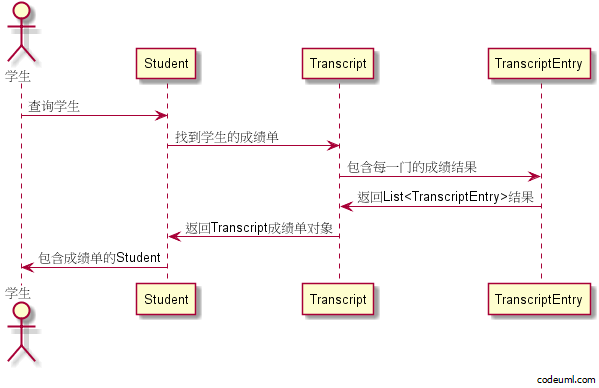 学生
Student
Transcript
TranscriptEntry
查询学生
找到学生的成绩单
包含每一门的成绩结果
返回List<TranscriptEntry>结果
返回Transcript成绩单对象
包含成绩单的Student
学生
Student
Transcript
TranscriptEntry
codeuml.com